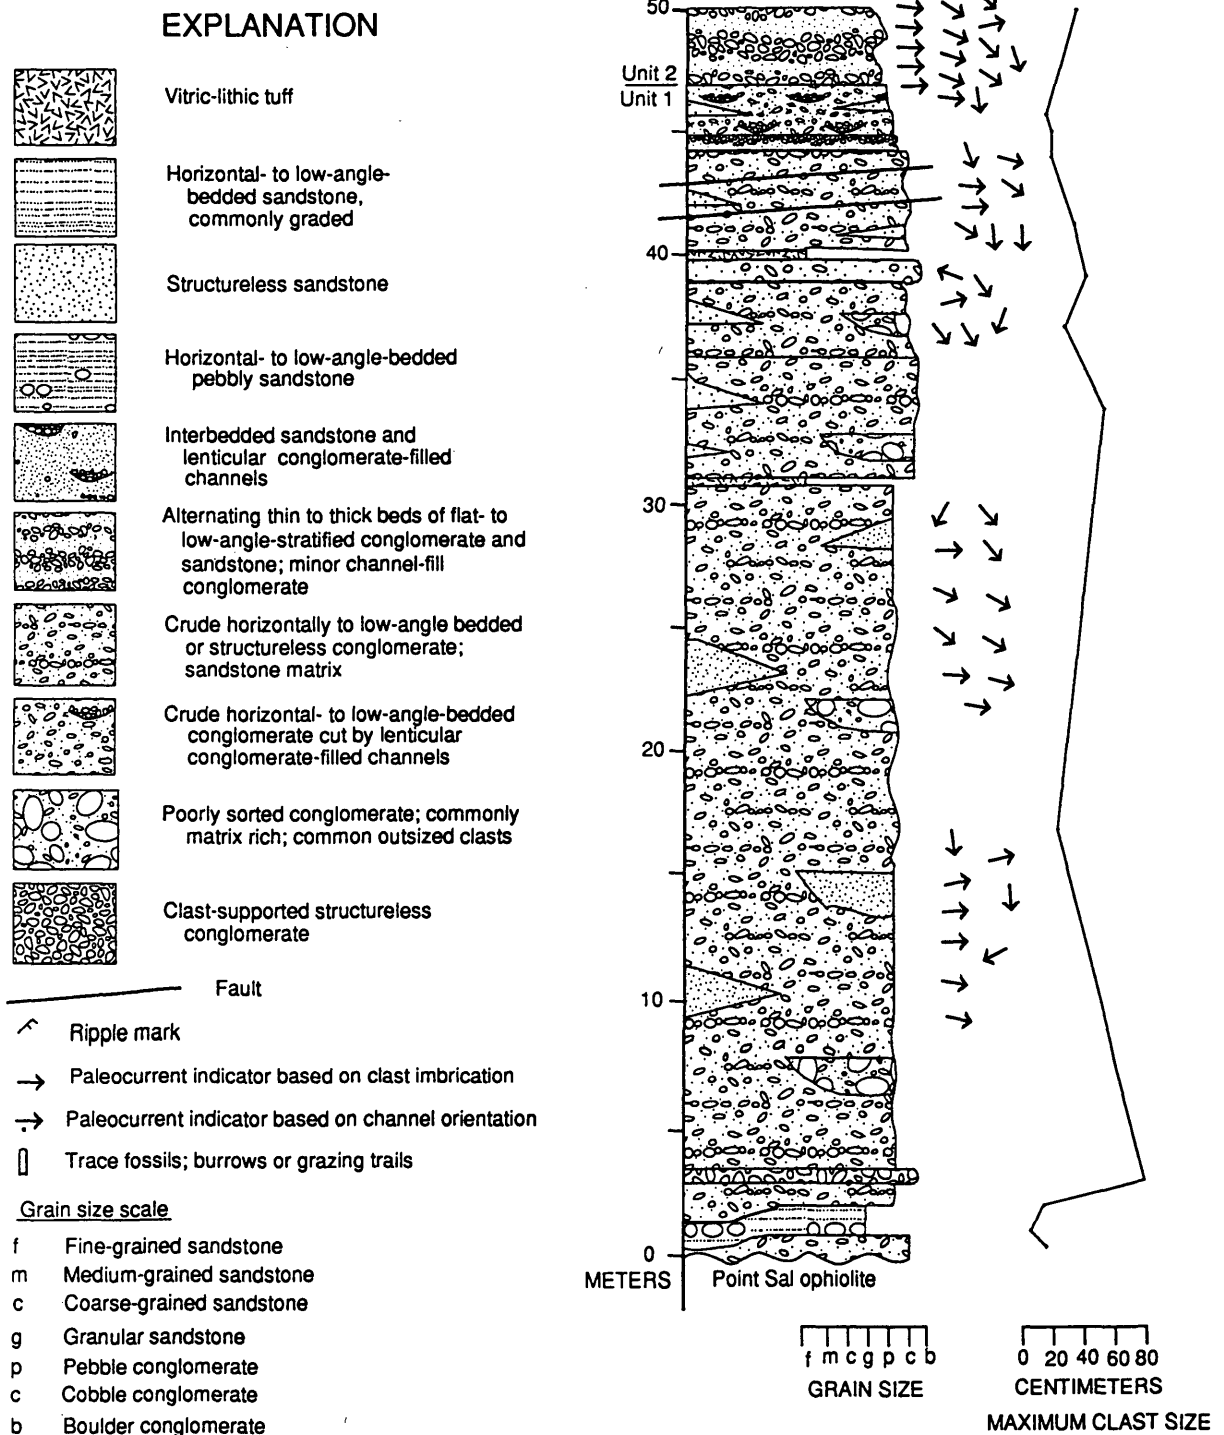 EXPLANATION
Vitric-lithic tuff
Horizontal- to low-angle-
bedded sandstone,
commonly graded
Structureless sandstone
Horizontal- to low-angle-bedded
pebbly sandstone
Interbedded sandstone and
lenticular conglomerate-filled
channels
Alternating thin to thick beds of flat- to
low-angle-stratified conglomerate and
sandstone; minor channel-fill
conglomerate
Crude horizontally to low-angle bedded
or structureless conglomerate;
sandstone matrix
Crude horizontal- to low-angle-bedded
conglomerate cut by lenticular
conglomerate-filled channels
Poorly sorted conglomerate; commonly
matrix rich; common outsized clasts
Clast-supported structureless
conglomerate
Fault
Ripple mark
Paleocurrent indicator based on clast imbrication
Paleocurrent indicator based on channel orientation
Trace fossils; burrows or grazing trails
Grain size scale
f Fine-grained sandstone
m Medium-grained sandstone
c Coarse-grained sandstone
g Granular sandstone
p Pebble conglomerate
c Cobble conglomerate
b Boulder conglomerate
50
Unit 2
Unit 1
40
30
20
10
0
METERS
Point Sal ophiolite
f m c g p c b
GRAIN SIZE
0 20 40 60 80
CENTIMETERS
MAXIMUM CLAST SIZE